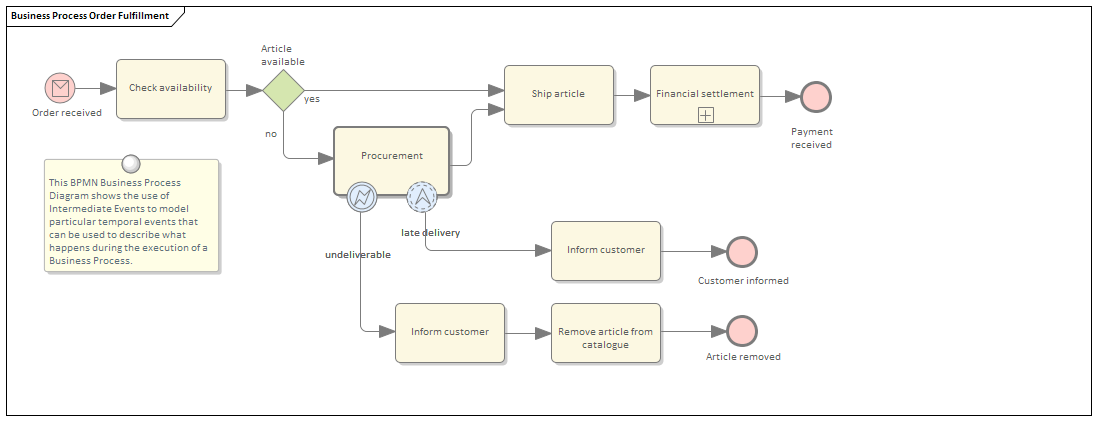 Business Process Order Fulfillment
Article
available
Check availability
Order received
yes
no
Ship article
Financial settlement
Payment
received
Procurement
This BPMN Business Process
Diagram shows the use of
Intermediate Events to model
particular temporal events that
can be used to describe what
happens during the execution of a
Business Process.
late delivery
undeliverable
Inform customer
Customer informed
Inform customer
Remove article from
catalogue
Article removed